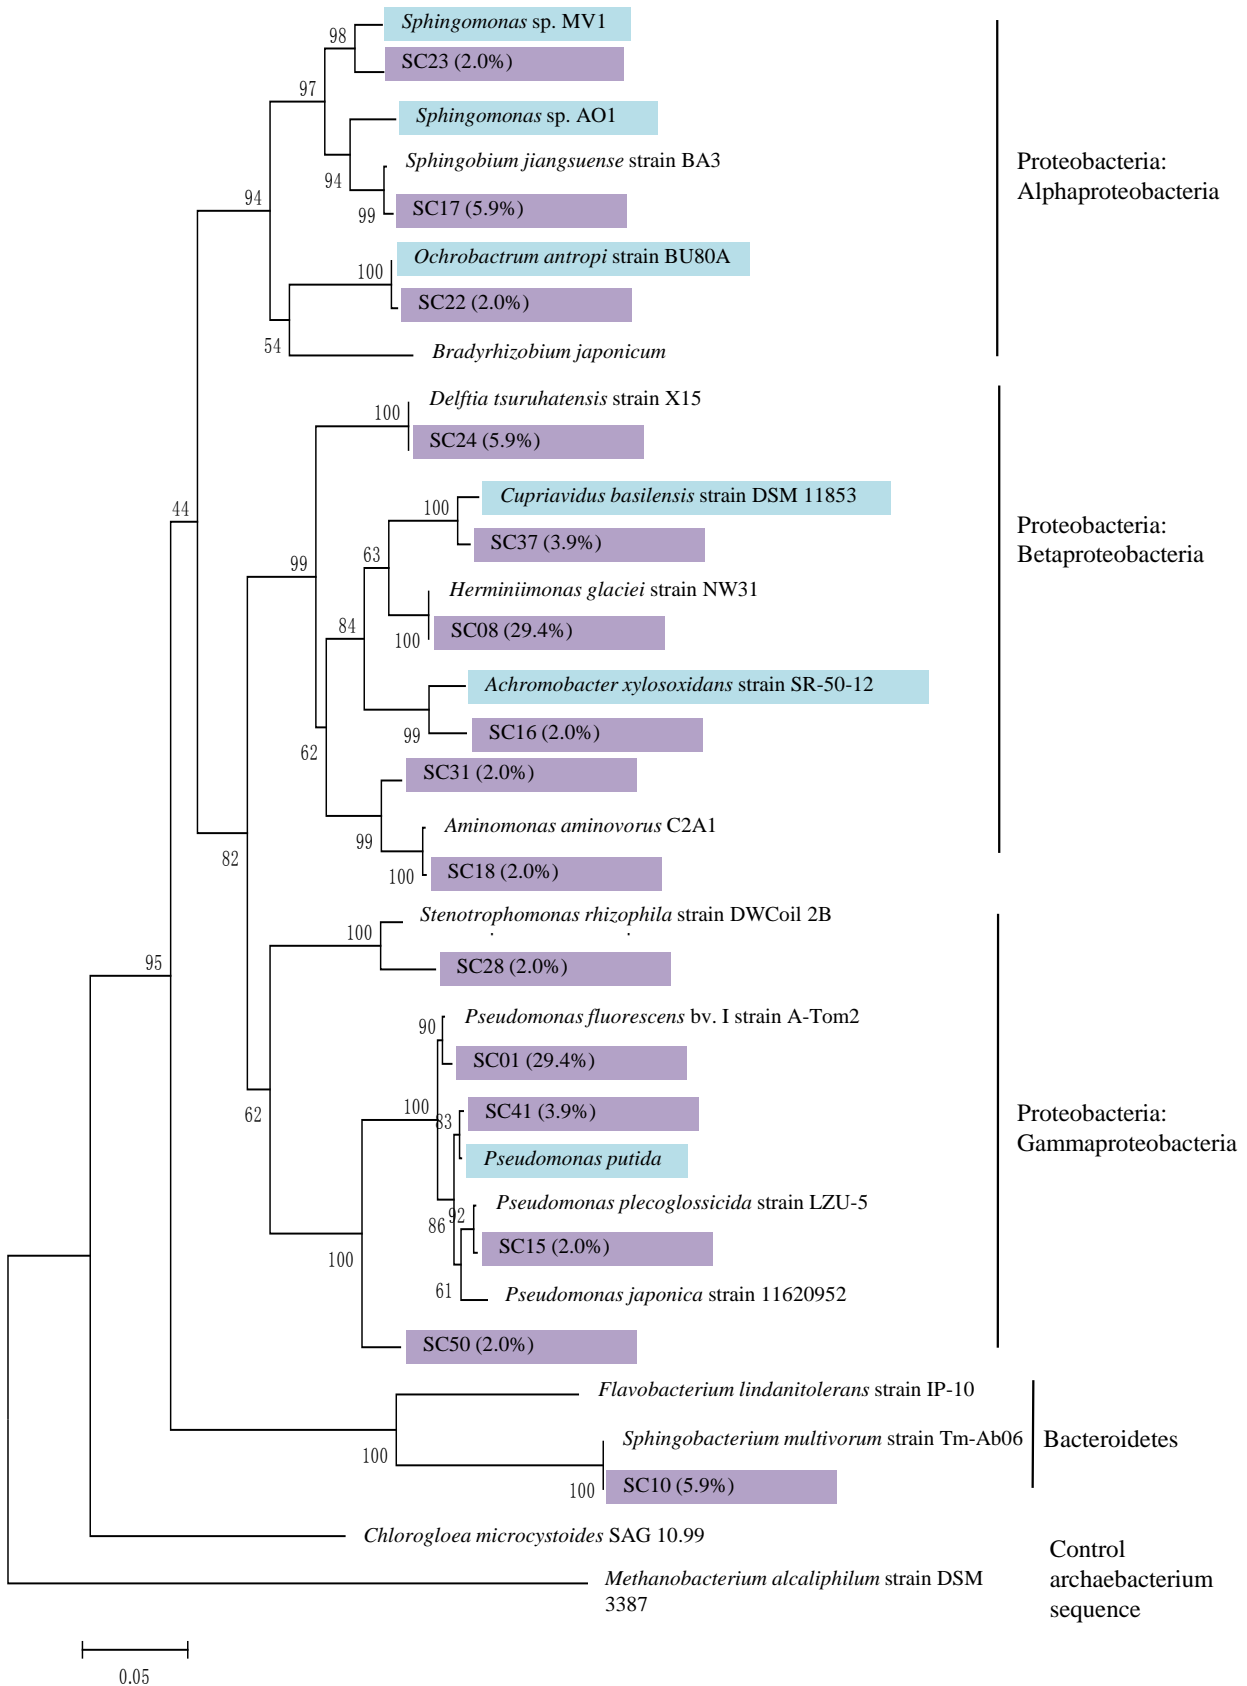 Sphingomonas sp. MV1
98
SC23 (2.0%)
97
Sphingomonas sp. AO1
Sphingobium jiangsuense strain BA3
Proteobacteria:
Alphaproteobacteria
94
94
99
SC17 (5.9%)
Ochrobactrum antropi strain BU80A
100
SC22 (2.0%)
54
Bradyrhizobium japonicum
Delftia tsuruhatensis strain X15
100
SC24 (5.9%)
Cupriavidus basilensis strain DSM 11853
44
100
Proteobacteria:
Betaproteobacteria
SC37 (3.9%)
99
63
Herminiimonas glaciei strain NW31
84
100
SC08 (29.4%)
Achromobacter xylosoxidans strain SR-50-12
99
SC16 (2.0%)
62
SC31 (2.0%)
Aminomonas aminovorus C2A1
99
82
100
SC18 (2.0%)
Stenotrophomonas rhizophila strain DWCoil 2B
100
95
SC28 (2.0%)
Pseudomonas fluorescens bv. I strain A-Tom2
90
SC01 (29.4%)
100
83
SC41 (3.9%)
62
Proteobacteria:
Gammaproteobacteria
Pseudomonas putida
Pseudomonas plecoglossicida strain LZU-5
86
92
SC15 (2.0%)
100
61
Pseudomonas japonica strain 11620952
SC50 (2.0%)
Flavobacterium lindanitolerans strain IP-10
Sphingobacterium multivorum strain Tm-Ab06
Bacteroidetes
100
100
SC10 (5.9%)
Chlorogloea microcystoides SAG 10.99
Methanobacterium alcaliphilum strain DSM
3387
Control
archaebacterium
sequence
0.05